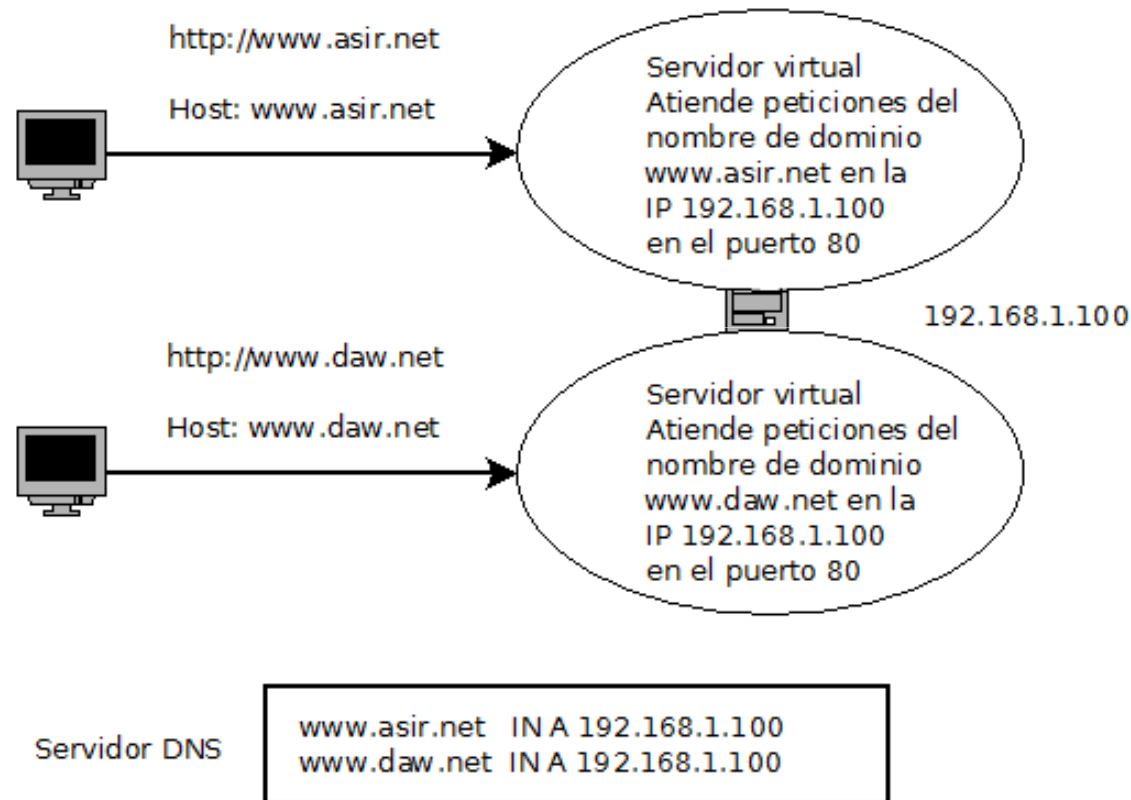 http://www.asir.net
Host: www.asir.net
Servidor virtual
Atiende peticiones del
nombre de dominio
www.asir.net en la
IP 192.168.1.100
en el puerto 80
192.168.1.100
http://www.daw.net
Host: www.daw.net
Servidor virtual
Atiende peticiones del
nombre de dominio
www.daw.net en la
IP 192.168.1.100
en el puerto 80
Servidor DNS
www.asir.net IN A 192.168.1.100
www.daw.net IN A 192.168.1.100